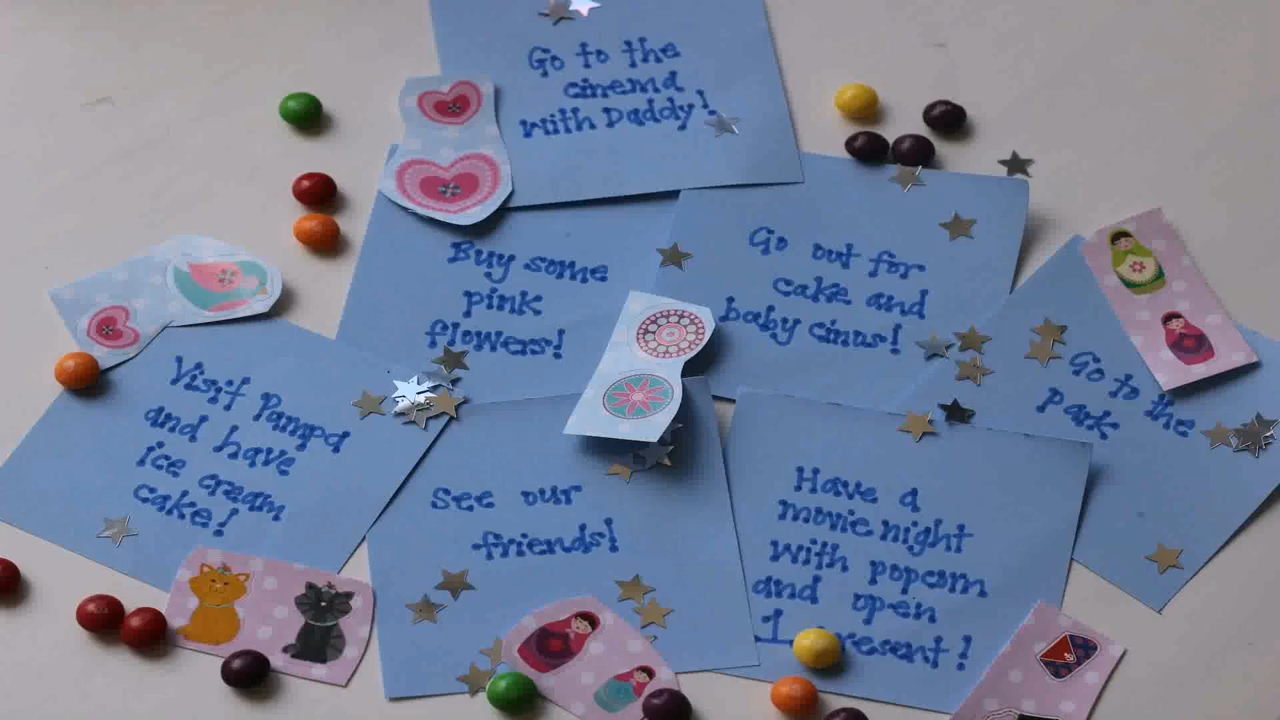 Go to the
cinema
with Daddy!
Buy some
pink
flowers!
Go out for
cake and
baby cinos!
Go to the
park
Visit Pampa
and have
ice cream
cake!
See our
friends!
Have a
movie night
with popcorn
and open
1 present!